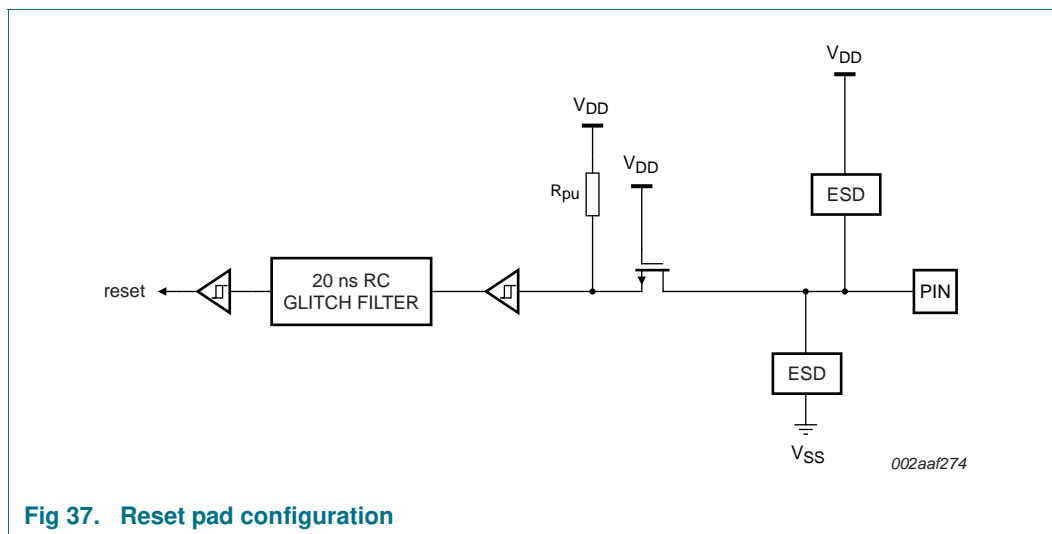 VDD
VDD
VDD
Rpu
ESD
reset
20 ns RC
GLITCH FILTER
PIN
ESD
VSS
002aaf274
Fig 37. Reset pad configuration